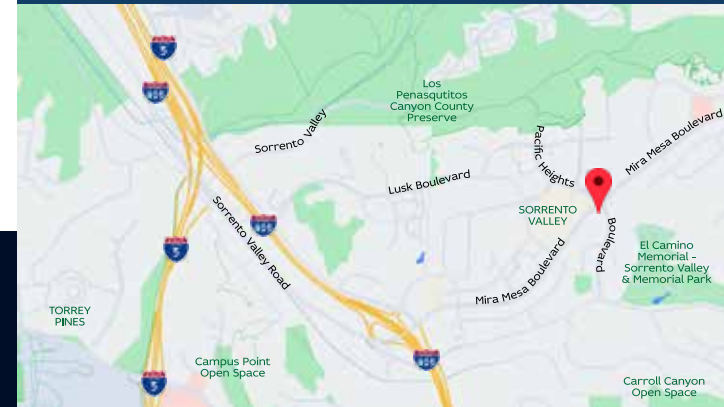 5
805
Los
Penasqutitos
Canyon County
Preserve
Sorrento Valley
Pacific Heights
Mira Mesa Boulevard
Lusk Boulevard
Sorrento Valley Road
SORRENTO
VALLEY
805
5
Boulevard
Mira Mesa Boulevard
El Camino
Memorial -
Sorrento Valley
& Memorial Park
TORREY
PINES
805
Campus Point
Open Space
5
Carroll Canyon
Open Space